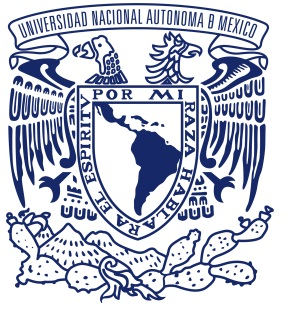 UNIVERSIDAD NACIONAL AUTONOMA B MEXICO
POR MI RAZA HABLARA EL ESPIRITU